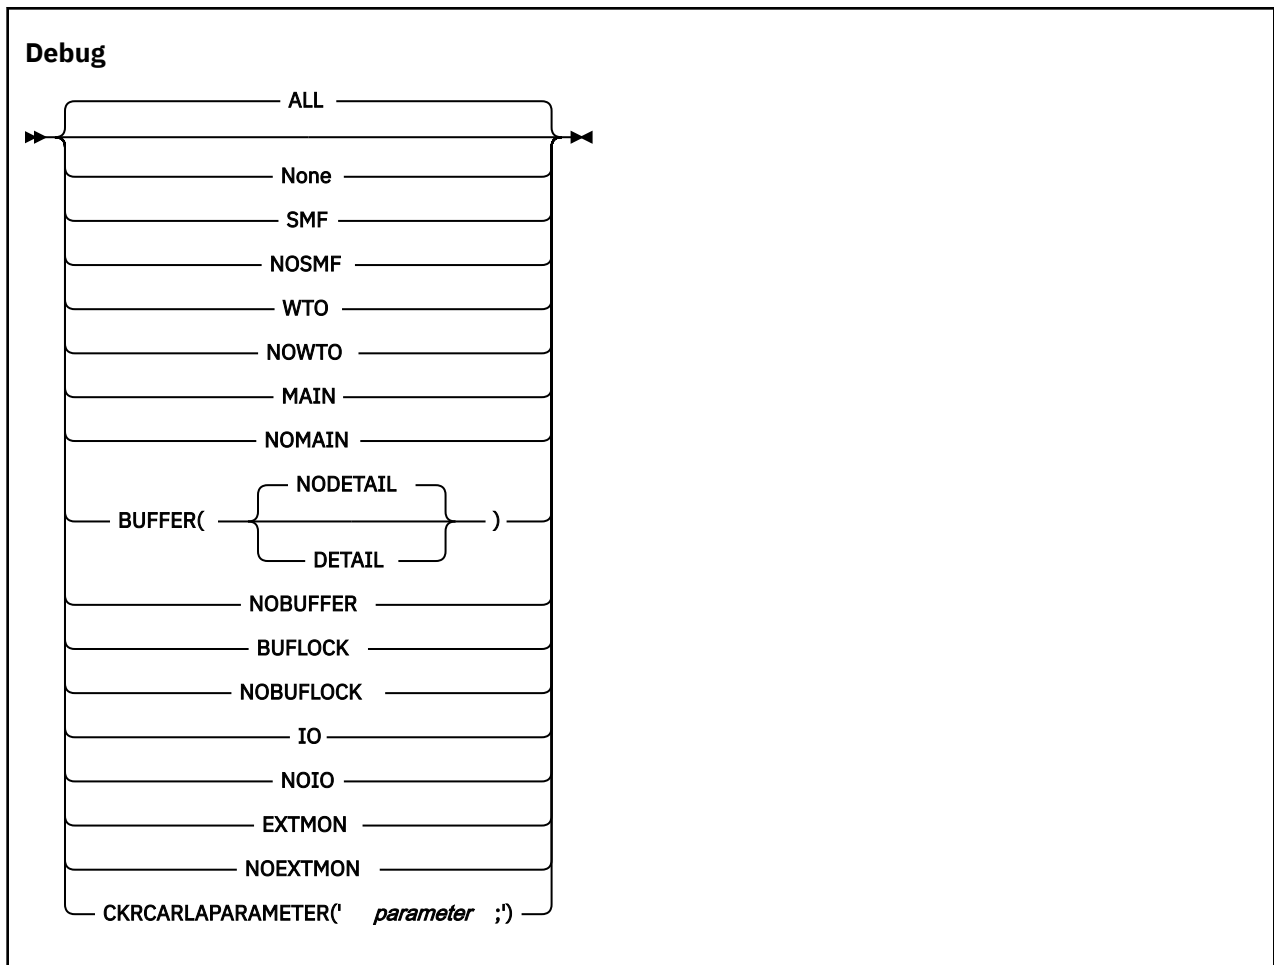 Debug
ALL
None
SMF
NOSMF
WTO
NOWTO
MAIN
NOMAIN
NODETAIL
BUFFER( )
DETAIL
NOBUFFER
BUFLOCK
NOBUFLOCK
IO
NOIO
EXTMON
NOEXTMON
CKRCARLAPARAMETER(' parameter ;')